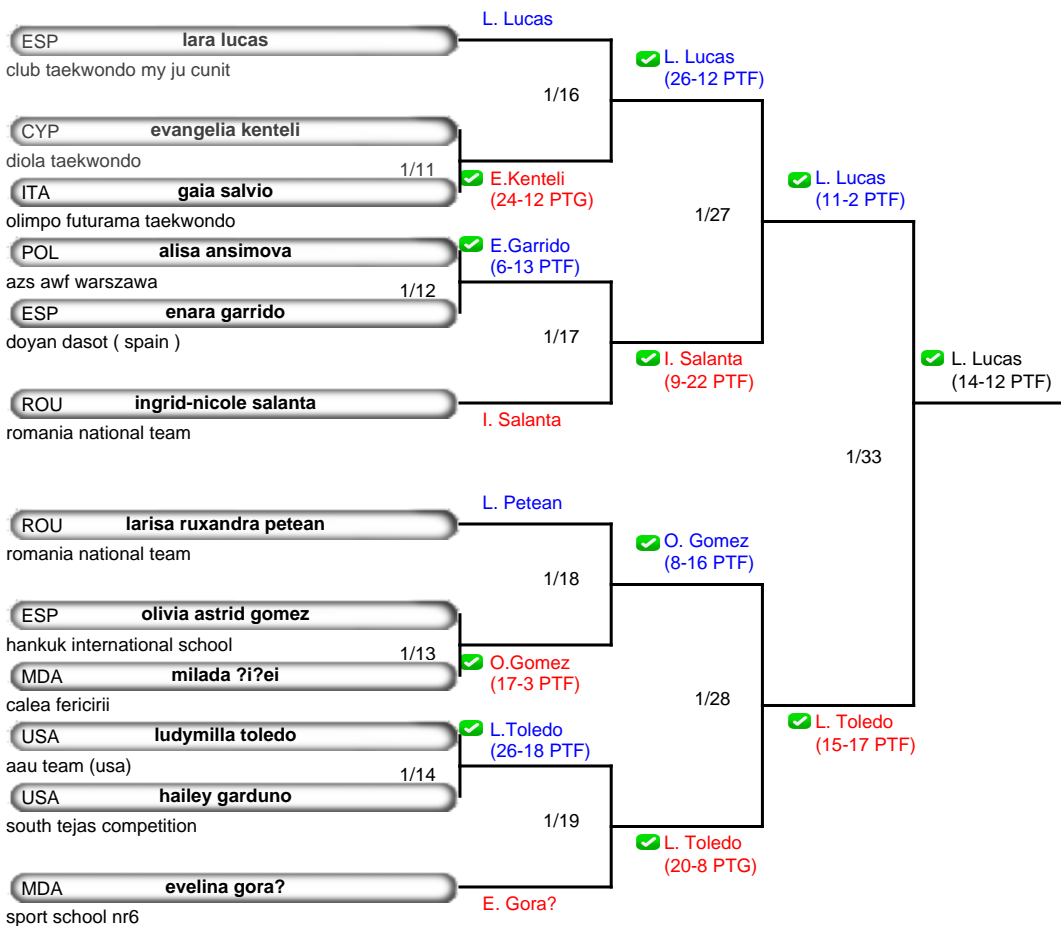 L. Lucas
ESP lara lucas
club taekwondo my ju cunit
L. Lucas
(26-12 PTF)
1/16
CYP evangelia kenteli
diola taekwondo
1/11
E.Kenteli
(24-12 PTG)
ITA gaia salvio
olimpo futurama taekwondo
L. Lucas
(11-2 PTF)
1/27
POL alisa ansimova
azs awf warszawa
E.Garrido
(6-13 PTF)
1/12
ESP enara garrido
doyan dasot ( spain )
1/17
I. Salanta
(9-22 PTF)
L. Lucas
(14-12 PTF)
ROU ingrid-nicole salanta
romania national team
I. Salanta
1/33
L. Petean
ROU larisa ruxandra petean
romania national team
O. Gomez
(8-16 PTF)
1/18
ESP olivia astrid gomez
hankuk international school
1/13
O.Gomez
(17-3 PTF)
MDA milada ?i?ei
calea fericirii
1/28
L. Toledo
(15-17 PTF)
USA ludymilla toledo
aau team (usa)
L.Toledo
(26-18 PTF)
1/14
USA hailey garduno
south tejas competition
1/19
L. Toledo
(20-8 PTG)
MDA evelina gora?
sport school nr6
E. Gora?